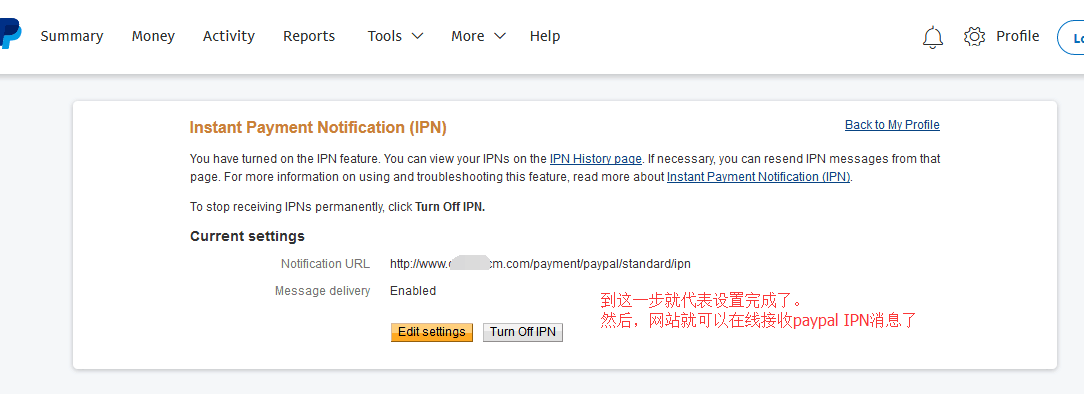 Summary Money Activity Reports Tools More Help Profile
Instant Payment Notification (IPN) Back to My Profile
You have turned on the IPN feature. You can view your IPNs on the IPN History page. If necessary, you can resend IPN messages from that
page. For more information on using and troubleshooting this feature, read more about Instant Payment Notification (IPN).
To stop receiving IPNs permanently, click Turn Off IPN.
Current settings
Notification URL http://www. cm.com/payment/paypal/standard/ipn
Message delivery Enabled
到这一步就代表设置完成了。
然后，网站就可以在线接收paypal IPN消息了
Edit settings Turn Off IPN